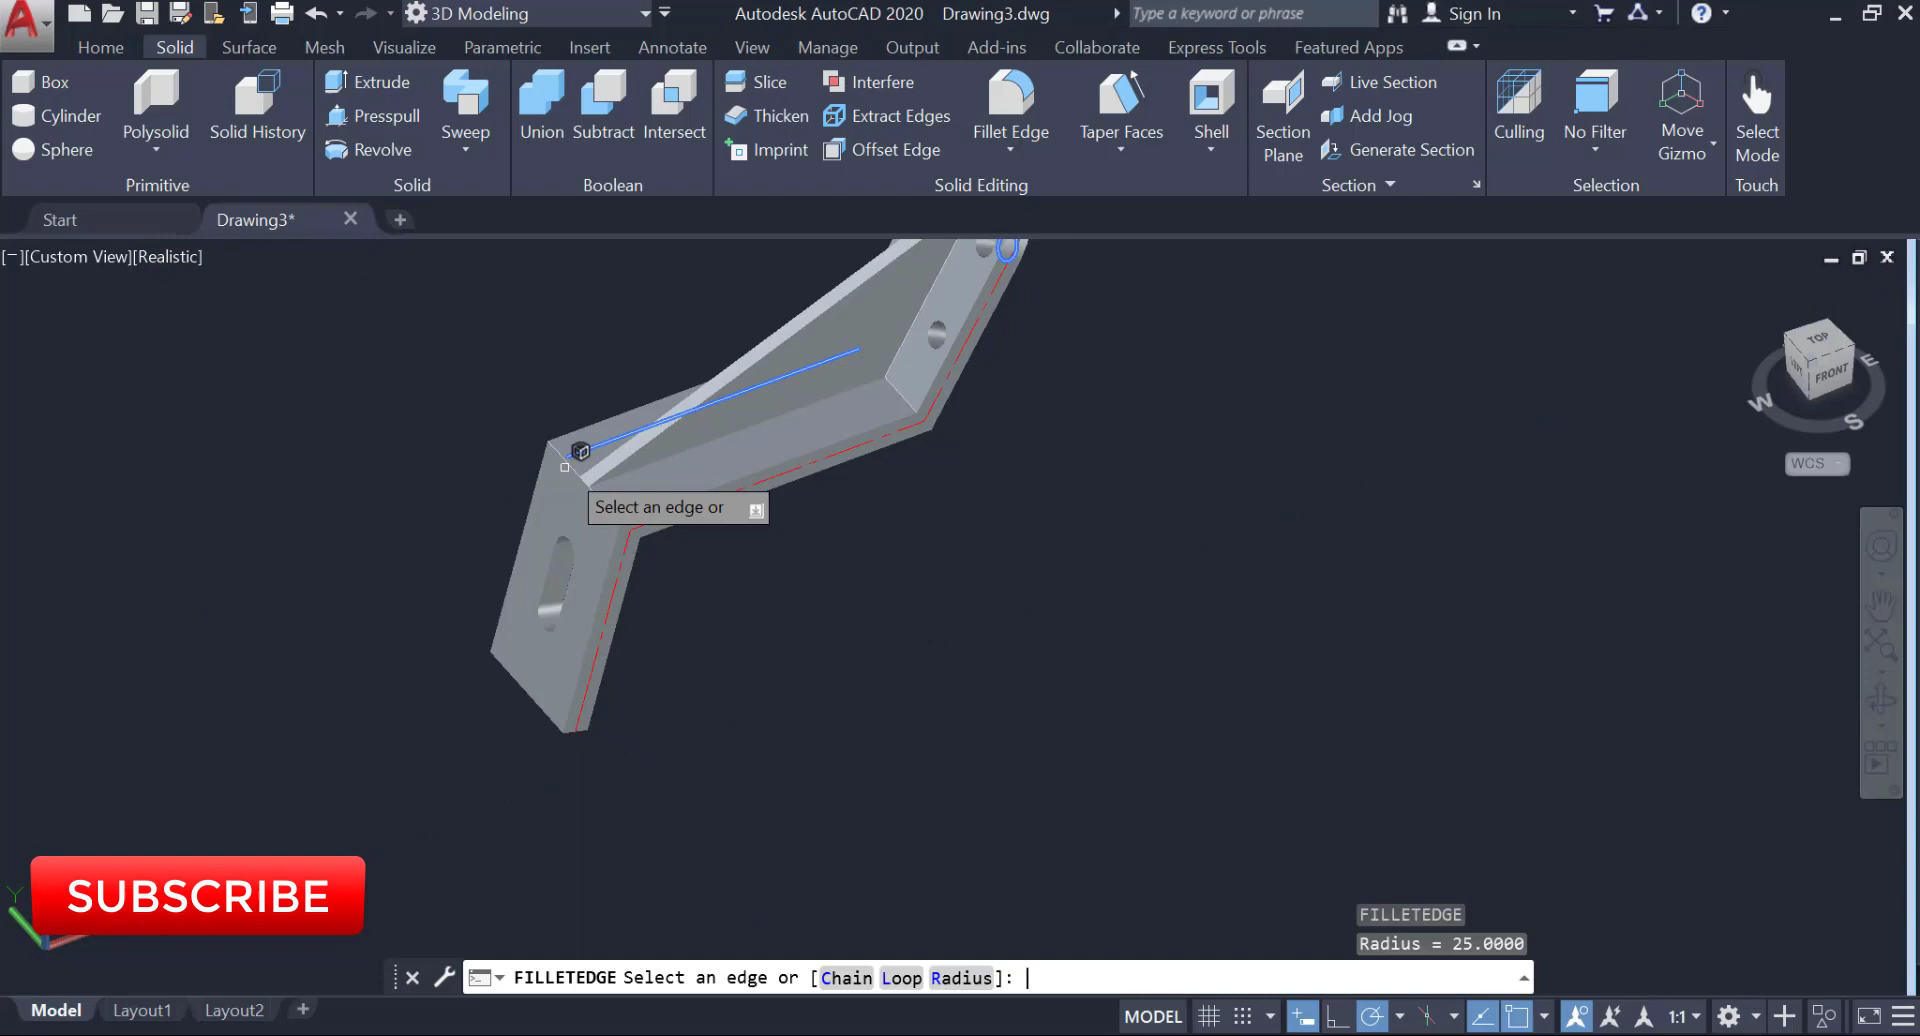 3D Modeling
Autodesk AutoCAD 2020 Drawing3.dwg
Type a keyword or phrase
Sign In
Home Solid Surface Mesh Visualize Parametric Insert Annotate View Manage Output Add-ins Collaborate Express Tools Featured Apps
Box
Cylinder
Sphere
Polysolid
Solid History
Primitive
Extrude
Presspull
Revolve
Sweep
Solid
Union Subtract Intersect
Boolean
Slice
Thicken
Imprint
Interfere
Extract Edges
Offset Edge
Fillet Edge
Taper Faces
Shell
Solid Editing
Section
Plane
Live Section
Add Jog
Generate Section
Section
Culling
No Filter
Move
Gizmo
Selection
Select
Mode
Touch
Start
Drawing3*
[−][Custom View][Realistic]
TOP
FRONT
W
S
E
WCS
Select an edge or
SUBSCRIBE
Y
FILLETEDGE
Radius = 25.0000
FILLETEDGE Select an edge or [Chain Loop Radius]:
Model Layout1 Layout2
MODEL
1:1